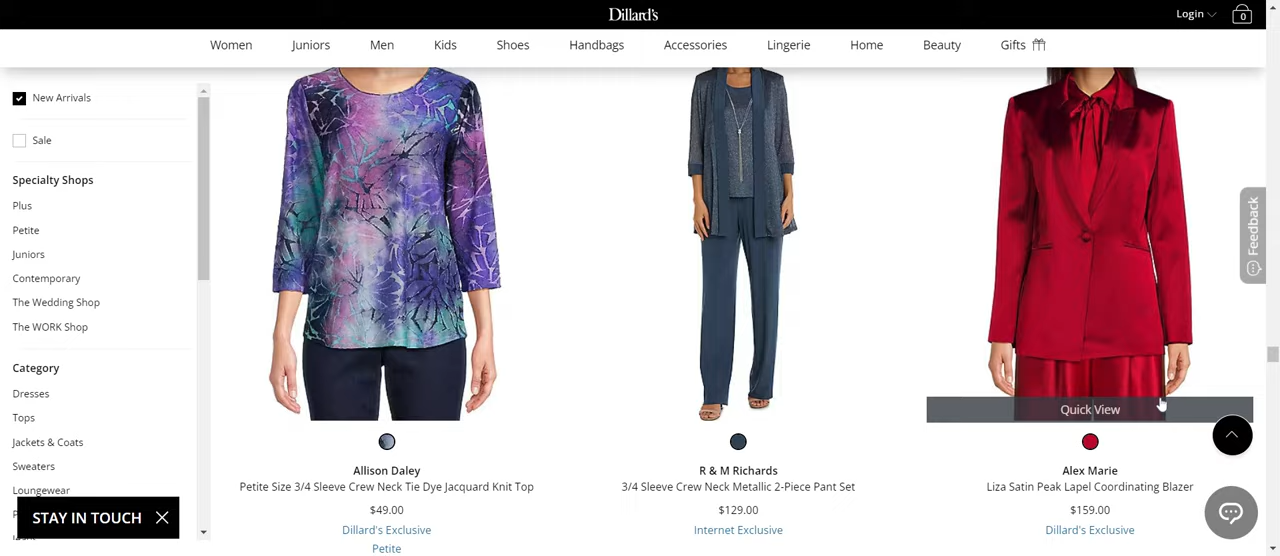 Dillard's
Login
0
Women
Juniors
Men
Kids
Shoes
Handbags
Accessories
Lingerie
Home
Beauty
Gifts
New Arrivals
Sale
Specialty Shops
Plus
Petite
Juniors
Contemporary
The Wedding Shop
The WORK Shop
Category
Dresses
Tops
Jackets & Coats
Sweaters
Loungewear
STAY IN TOUCH
Allison Daley
Petite Size 3/4 Sleeve Crew Neck Tie Dye Jacquard Knit Top
$49.00
Dillard's Exclusive
Petite
R & M Richards
3/4 Sleeve Crew Neck Metallic 2-Piece Pant Set
$129.00
Internet Exclusive
Quick View
Alex Marie
Liza Satin Peak Lapel Coordinating Blazer
$159.00
Dillard's Exclusive
Feedback